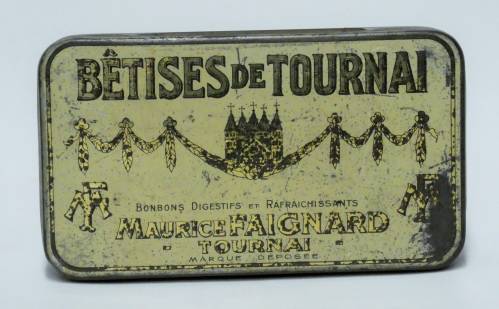 BÊTISES DE TOURNAI
BONBONS DIGESTIFS ET RAFRAICHISSANTS
MAURICE FAIGNARD
TOURNAI
MARQUE DÉPOSÉE